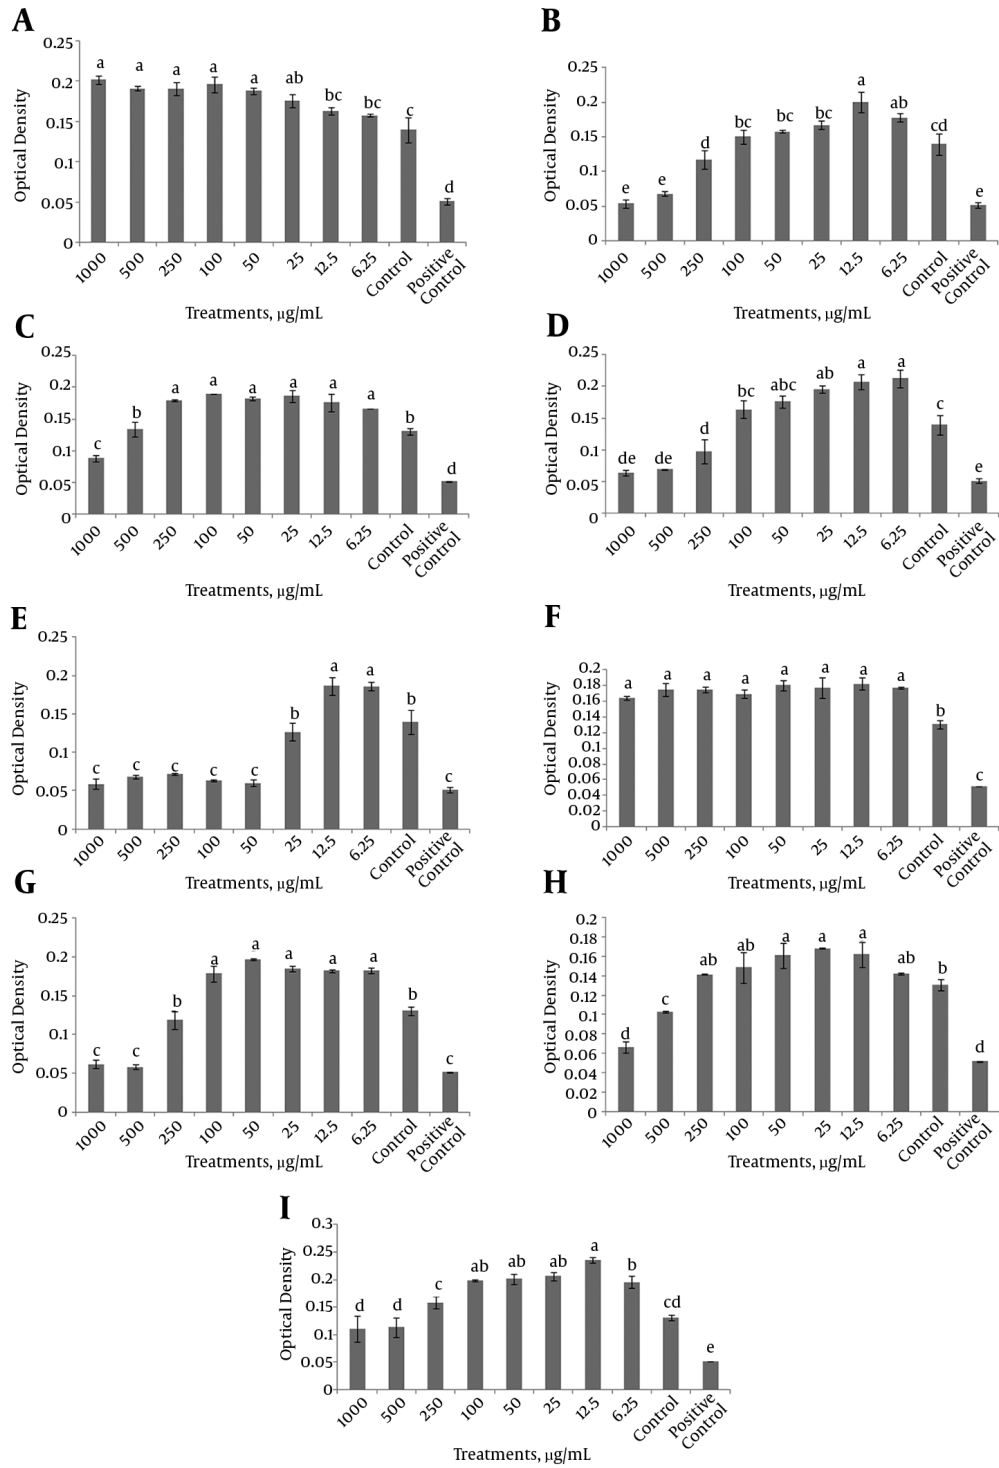 A
0.25
0.2
0.15
0.1
0.05
0
Optical Density
a a a a a ab bc bc c d
1000 500 250 100 50 25 12.5 6.25 Control Positive Control
Treatments, μg/mL
B
0.25
0.2
0.15
0.1
0.05
0
Optical Density
e e d bc bc bc a ab cd e
1000 500 250 100 50 25 12.5 6.25 Control Positive Control
Treatments, μg/mL
C
0.25
0.2
0.15
0.1
0.05
0
Optical Density
c b a a a a a a b d
1000 500 250 100 50 25 12.5 6.25 Control Positive Control
Treatments, μg/mL
D
0.25
0.2
0.15
0.1
0.05
0
Optical Density
de de d bc abc ab a a c e
1000 500 250 100 50 25 12.5 6.25 Control Positive Control
Treatments, μg/mL
E
0.25
0.2
0.15
0.1
0.05
0
Optical Density
c c c c c b a a b c
1000 500 250 100 50 25 12.5 6.25 Control Positive Control
Treatments, μg/mL
F
0.2
0.18
0.16
0.14
0.12
0.1
0.08
0.06
0.04
0.02
0
Optical Density
a a a a a a a a b c
1000 500 250 100 50 25 12.5 6.25 Control Positive Control
Treatments, μg/mL
G
0.25
0.2
0.15
0.1
0.05
0
Optical Density
c c b a a a a a b c
1000 500 250 100 50 25 12.5 6.25 Control Positive Control
Treatments, μg/mL
H
0.2
0.18
0.16
0.14
0.12
0.1
0.08
0.06
0.04
0.02
0
Optical Density
d c ab ab a a a ab b d
1000 500 250 100 50 25 12.5 6.25 Control Positive Control
Treatments, μg/mL
I
0.3
0.25
0.2
0.15
0.1
0.05
0
Optical Density
d d c ab ab ab a b cd e
1000 500 250 100 50 25 12.5 6.25 Control Positive Control
Treatments, μg/mL